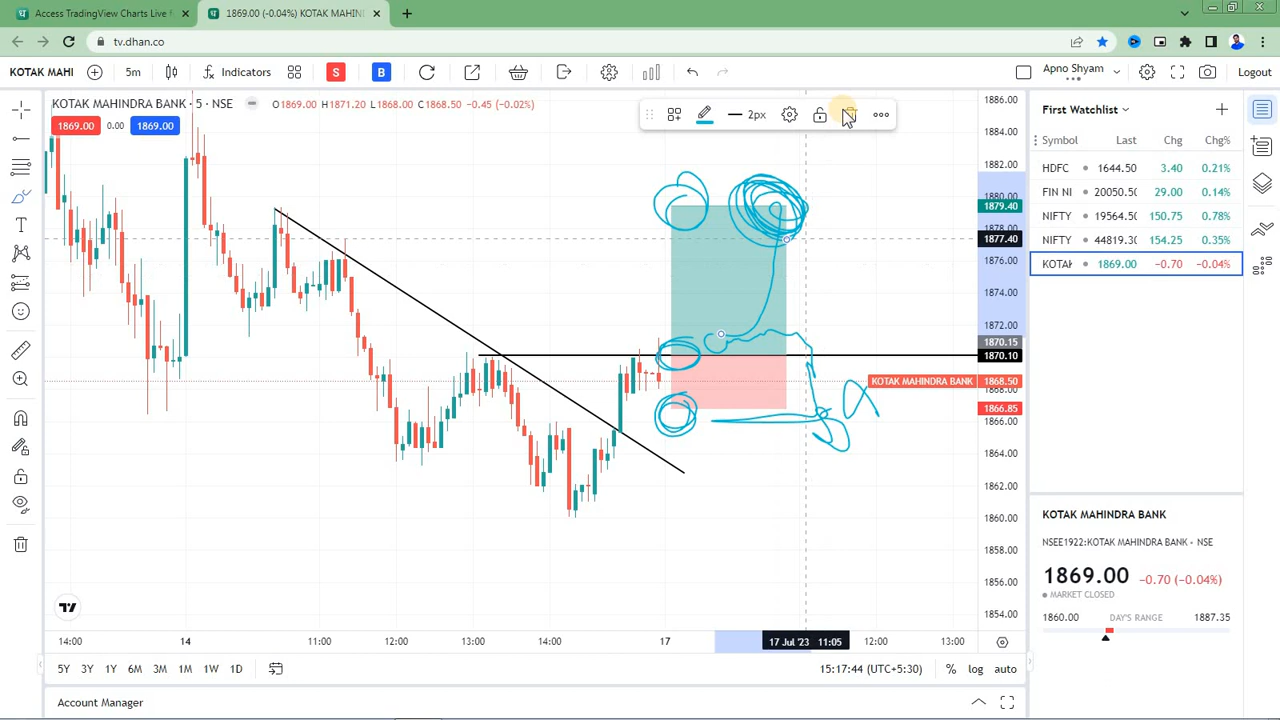 Access TradingView Charts Live f
1869.00 (-0.04%) KOTAK MAHIN
tv.dhan.co
KOTAK MAHI
5m
Indicators
S
B
Apno Shyam
Logout
KOTAK MAHINDRA BANK · 5 · NSE
O1869.00 H1871.20 L1868.00 C1868.50 -0.45 (-0.02%)
1869.00 0.00 1869.00
2px
1886.00
1884.00
1882.00
1880.00
1879.40
1878.00
1877.40
1876.00
1874.00
1872.00
1870.15
1870.10
KOTAK MAHINDRA BANK 1868.50
1868.00
1866.85
1866.00
1864.00
1862.00
1860.00
1858.00
1856.00
1854.00
14:00 14 11:00 12:00 13:00 14:00 17 17 Jul '23 11:05 12:00 13:00
5Y 3Y 1Y 6M 3M 1M 1W 1D
15:17:44 (UTC+5:30) % log auto
Account Manager
First Watchlist
Symbol Last Chg Chg%
HDFC 1644.50 3.40 0.21%
FIN NI 20050.50 29.00 0.14%
NIFTY 19564.50 150.75 0.78%
NIFTY 44819.30 154.25 0.35%
KOTAK 1869.00 −0.70 −0.04%
KOTAK MAHINDRA BANK
NSEE1922:KOTAK MAHINDRA BANK • NSE
1869.00 −0.70 (−0.04%)
MARKET CLOSED
1860.00 DAY'S RANGE 1887.35